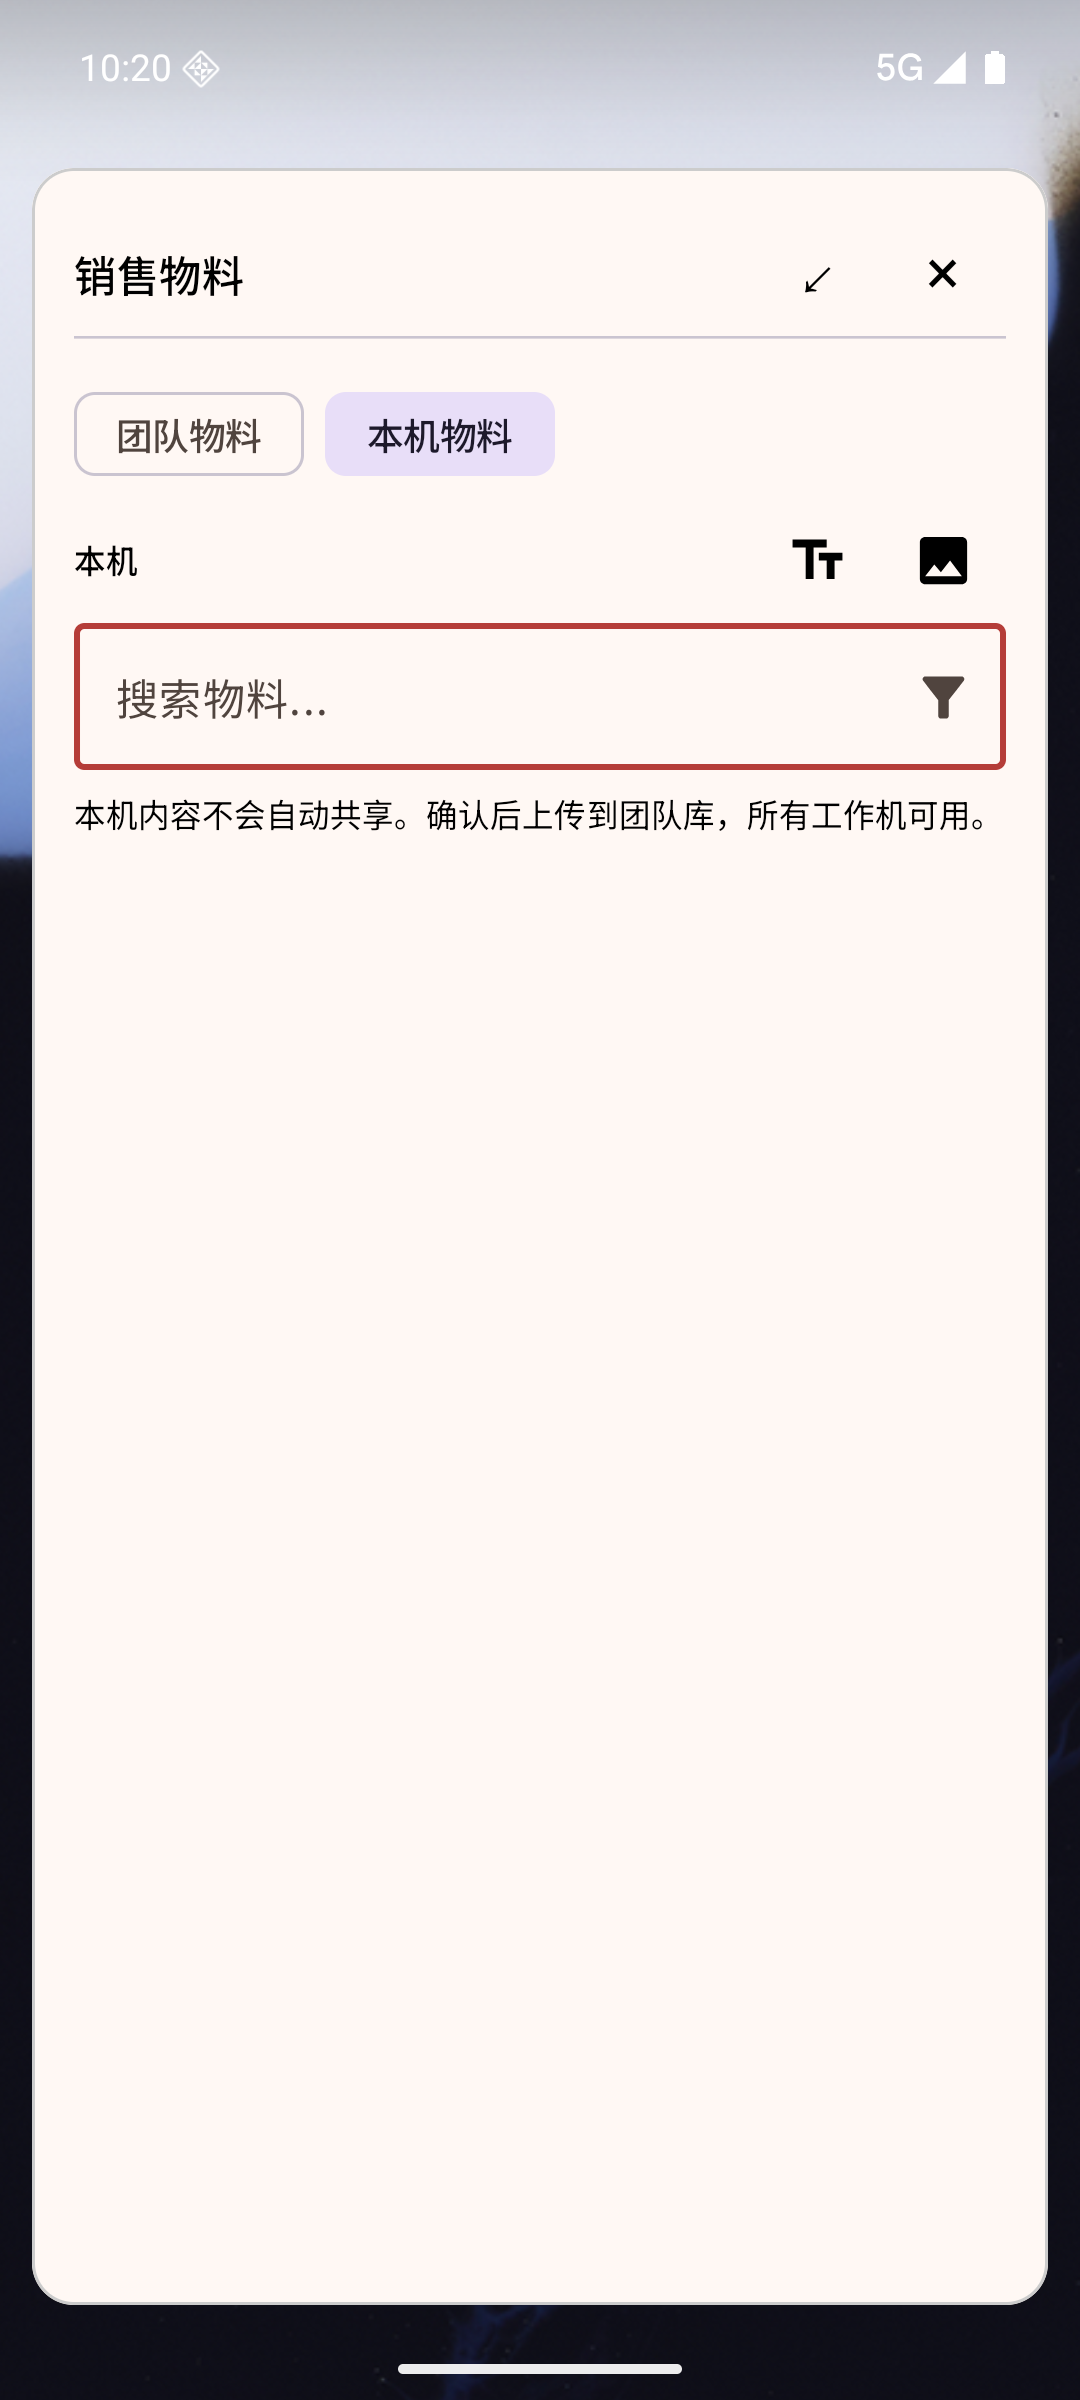 10:20 5G
销售物料
团队物料 本机物料
本机
搜索物料...
本机内容不会自动共享。确认后上传到团队库，所有工作机可用。